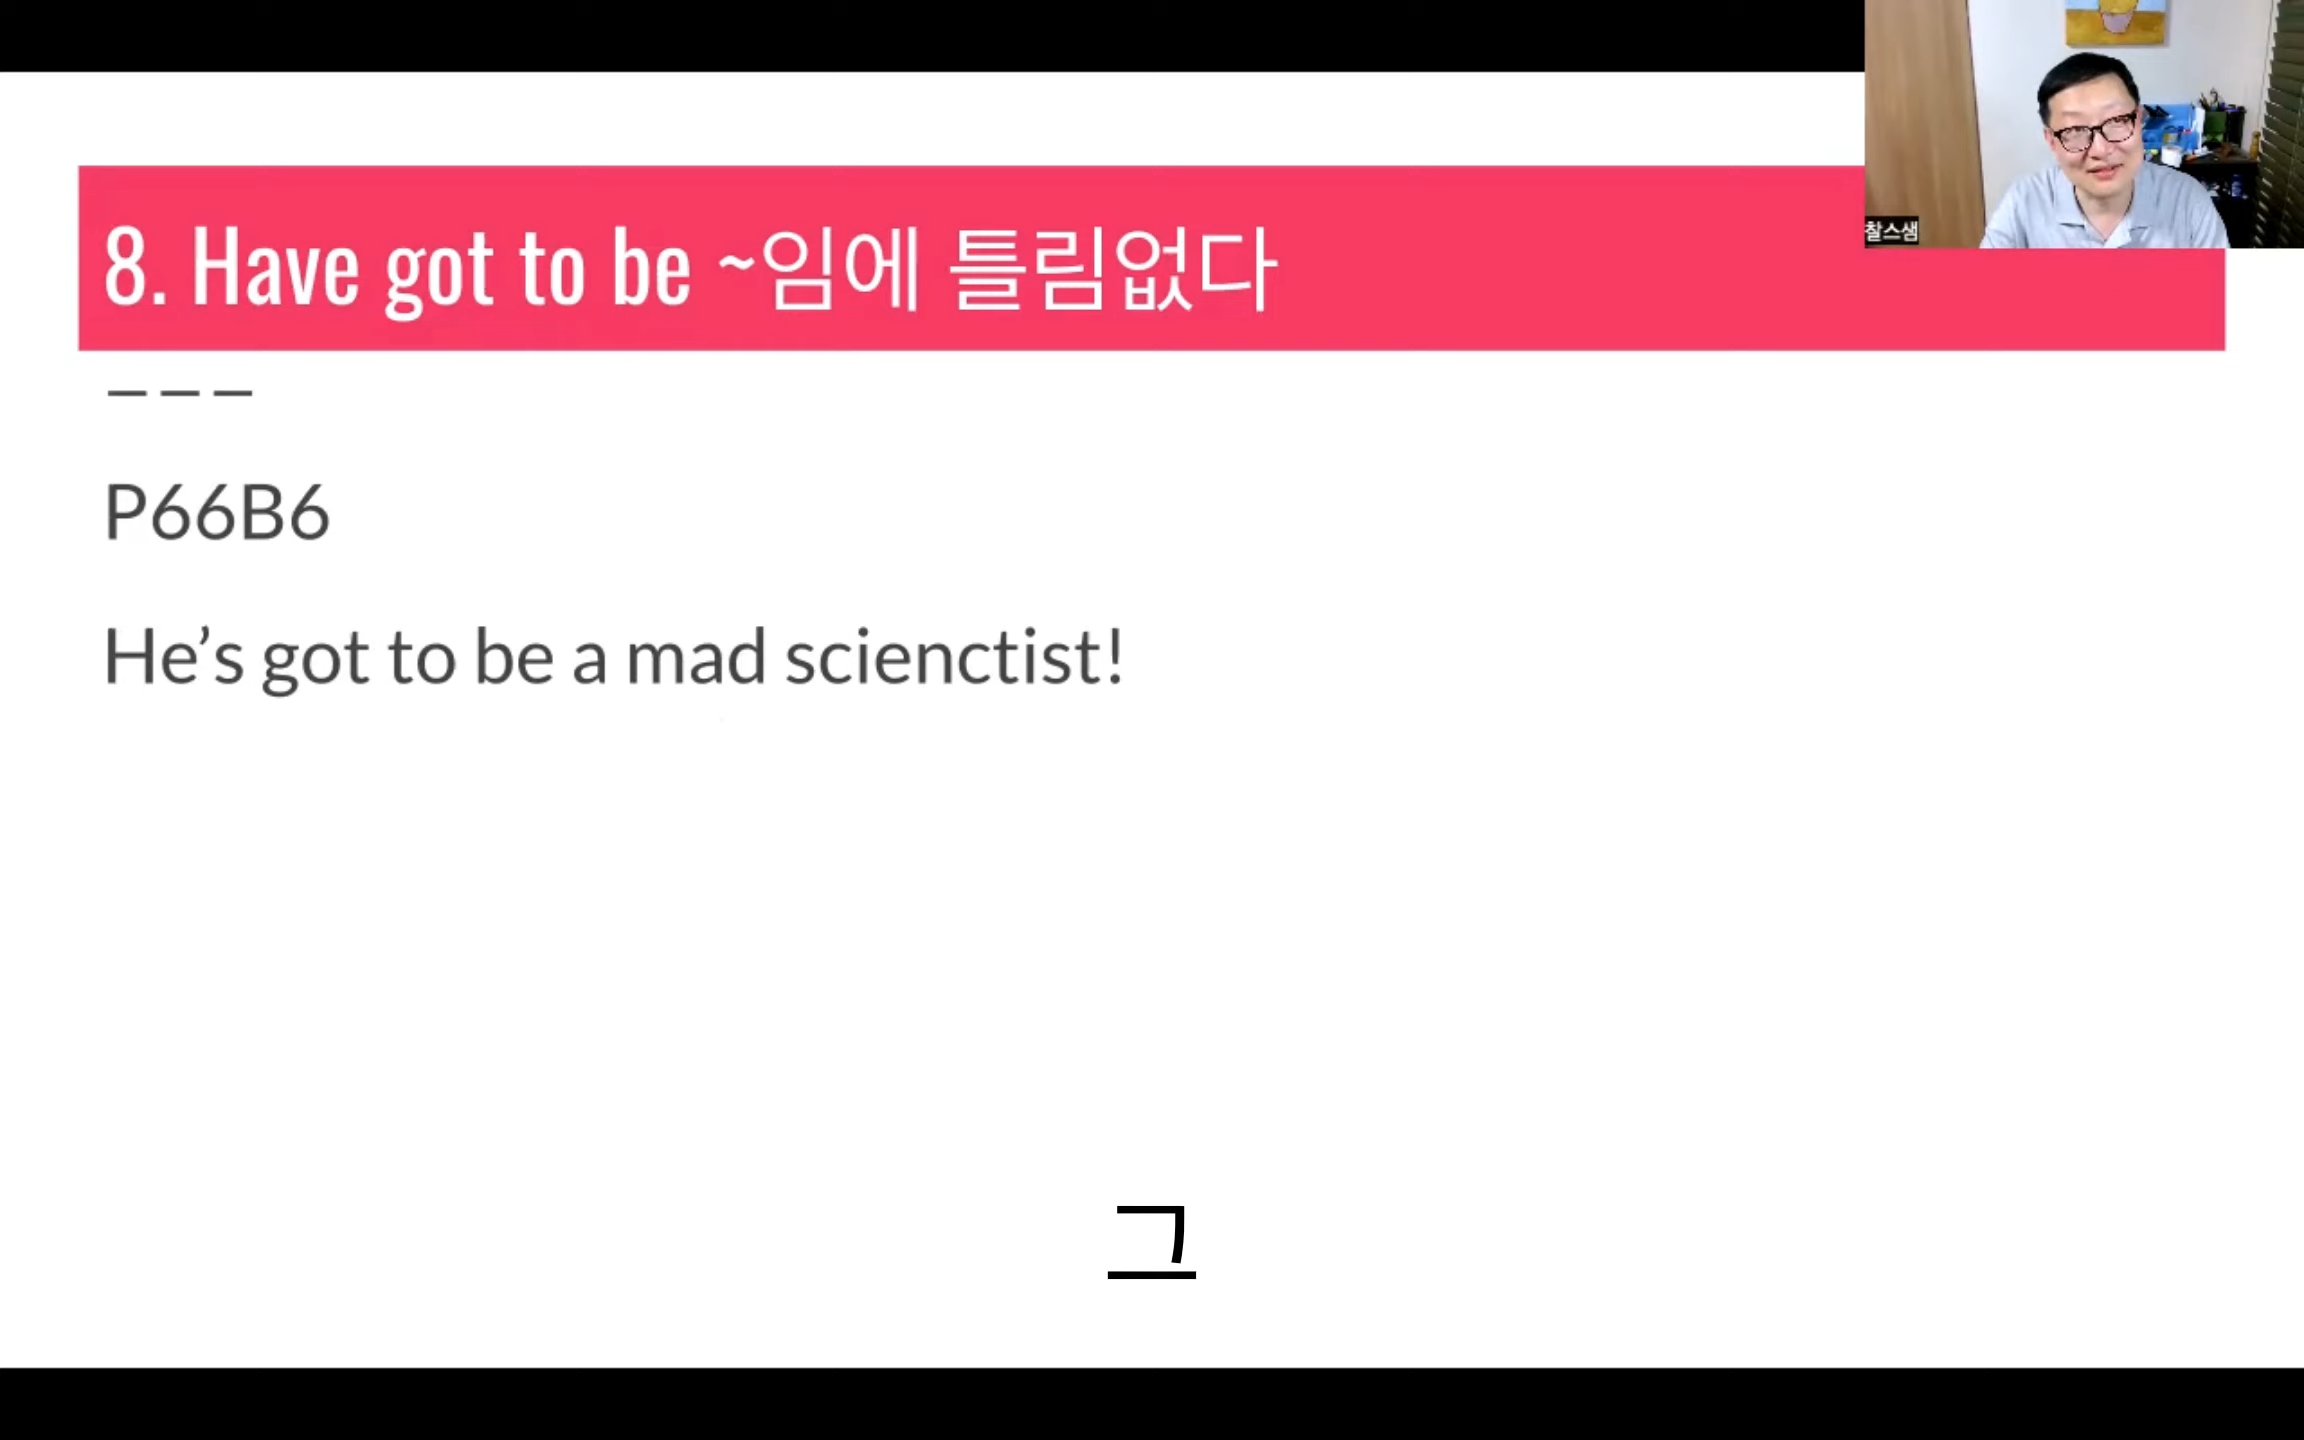 8. Have got to be ~임에 틀림없다
찰스샘
– – –
P66B6
He’s got to be a mad scienctist!
그